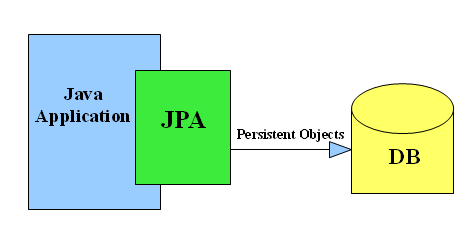 Java
Application
JPA
Persistent Objects
DB